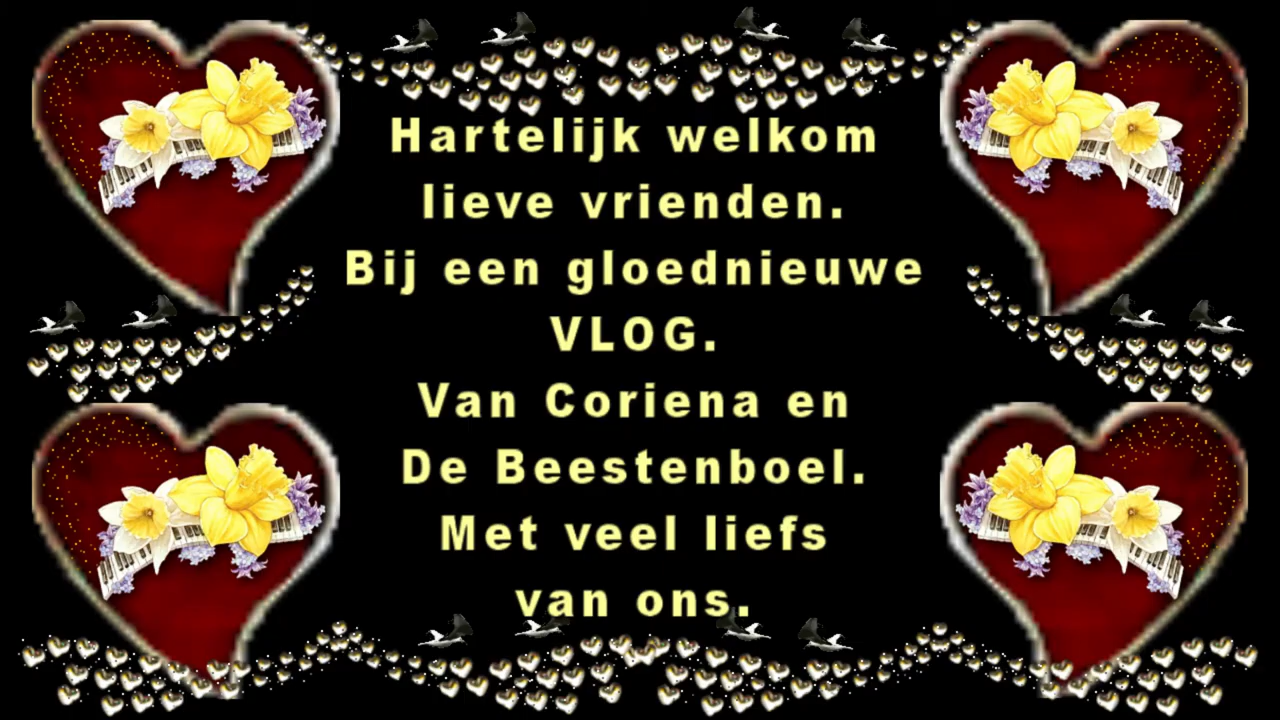 Hartelijk welkom
lieve vrienden.
Bij een gloednieuwe
VLOG.
Van Coriena en
De Beestenboel.
Met veel liefs
van ons.